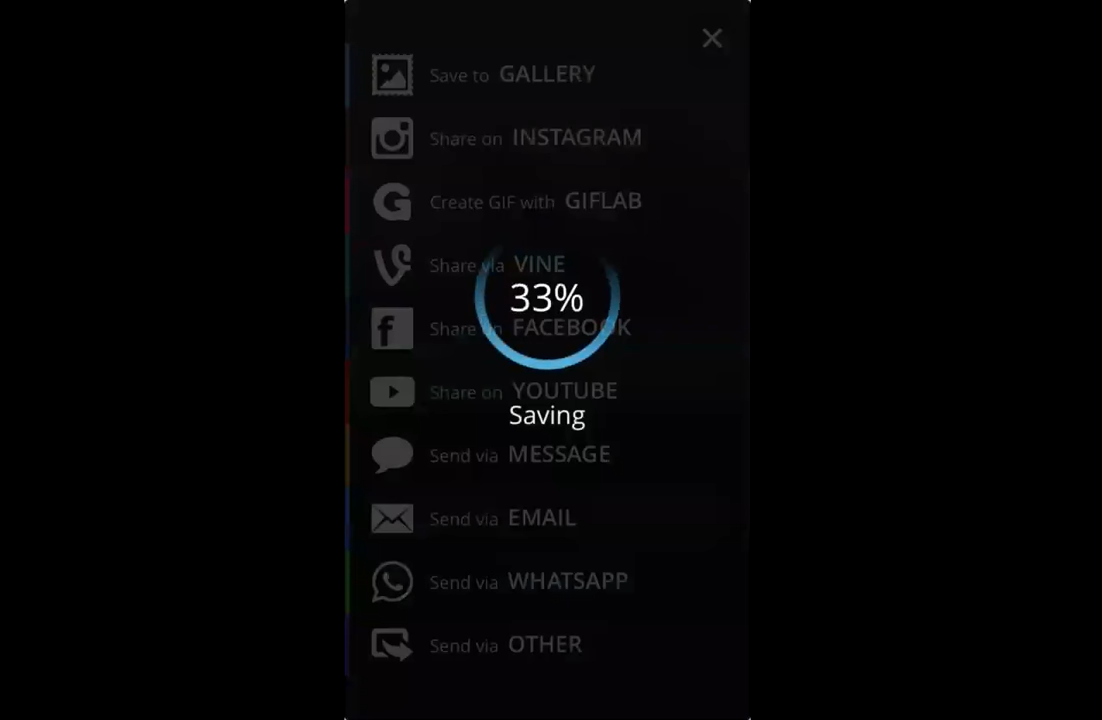 Save to GALLERY
Share on INSTAGRAM
Create GIF with GIFLAB
Share via VINE
33%
Share on FACEBOOK
Share on YOUTUBE
Saving
Send via MESSAGE
Send via EMAIL
Send via WHATSAPP
Send via OTHER